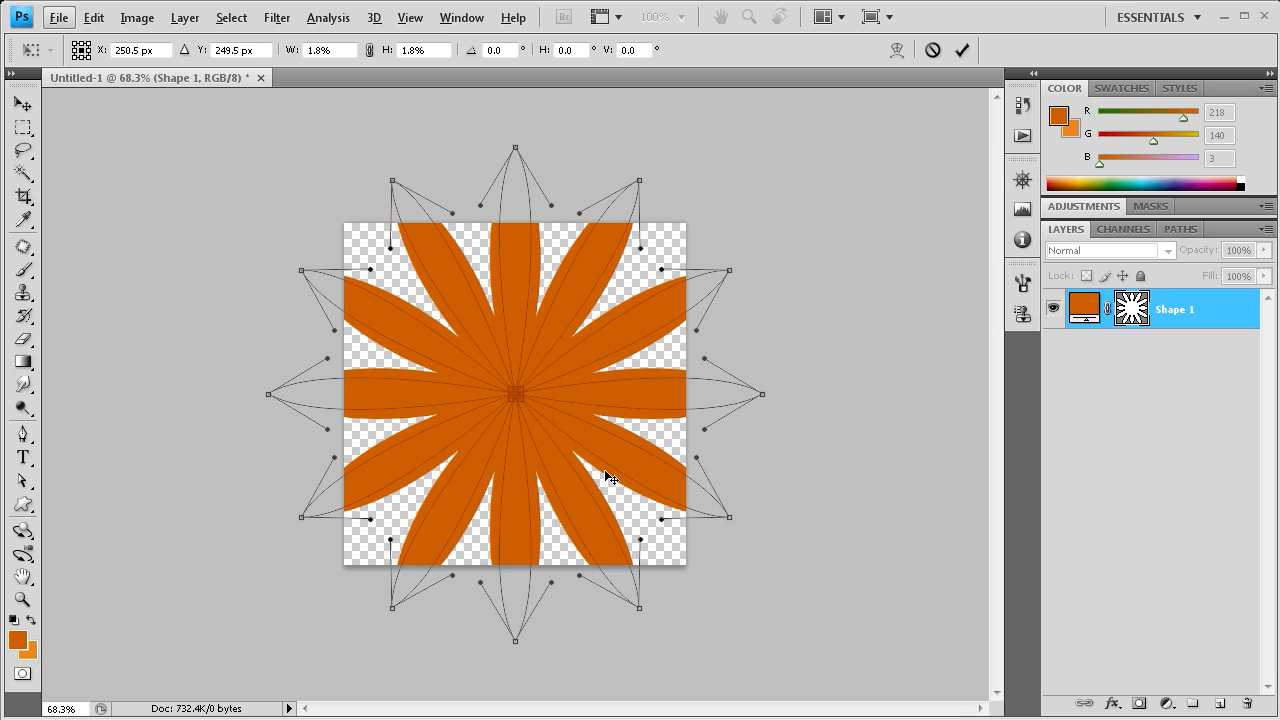 Ps File Edit Image Layer Select Filter Analysis 3D View Window Help Br 100% ESSENTIALS
X: 250.5 px Y: 249.5 px W: 1.8% H: 1.8% 0.0 ° H: 0.0 ° V: 0.0 °
Untitled-1 @ 68.3% (Shape 1, RGB/8) *
COLOR SWATCHES STYLES
R 218
G 140
B 3
ADJUSTMENTS MASKS
LAYERS CHANNELS PATHS
Normal Opacity: 100%
Lock: Fill: 100%
Shape 1
T
68.3% Doc: 732.4K/0 bytes
fx